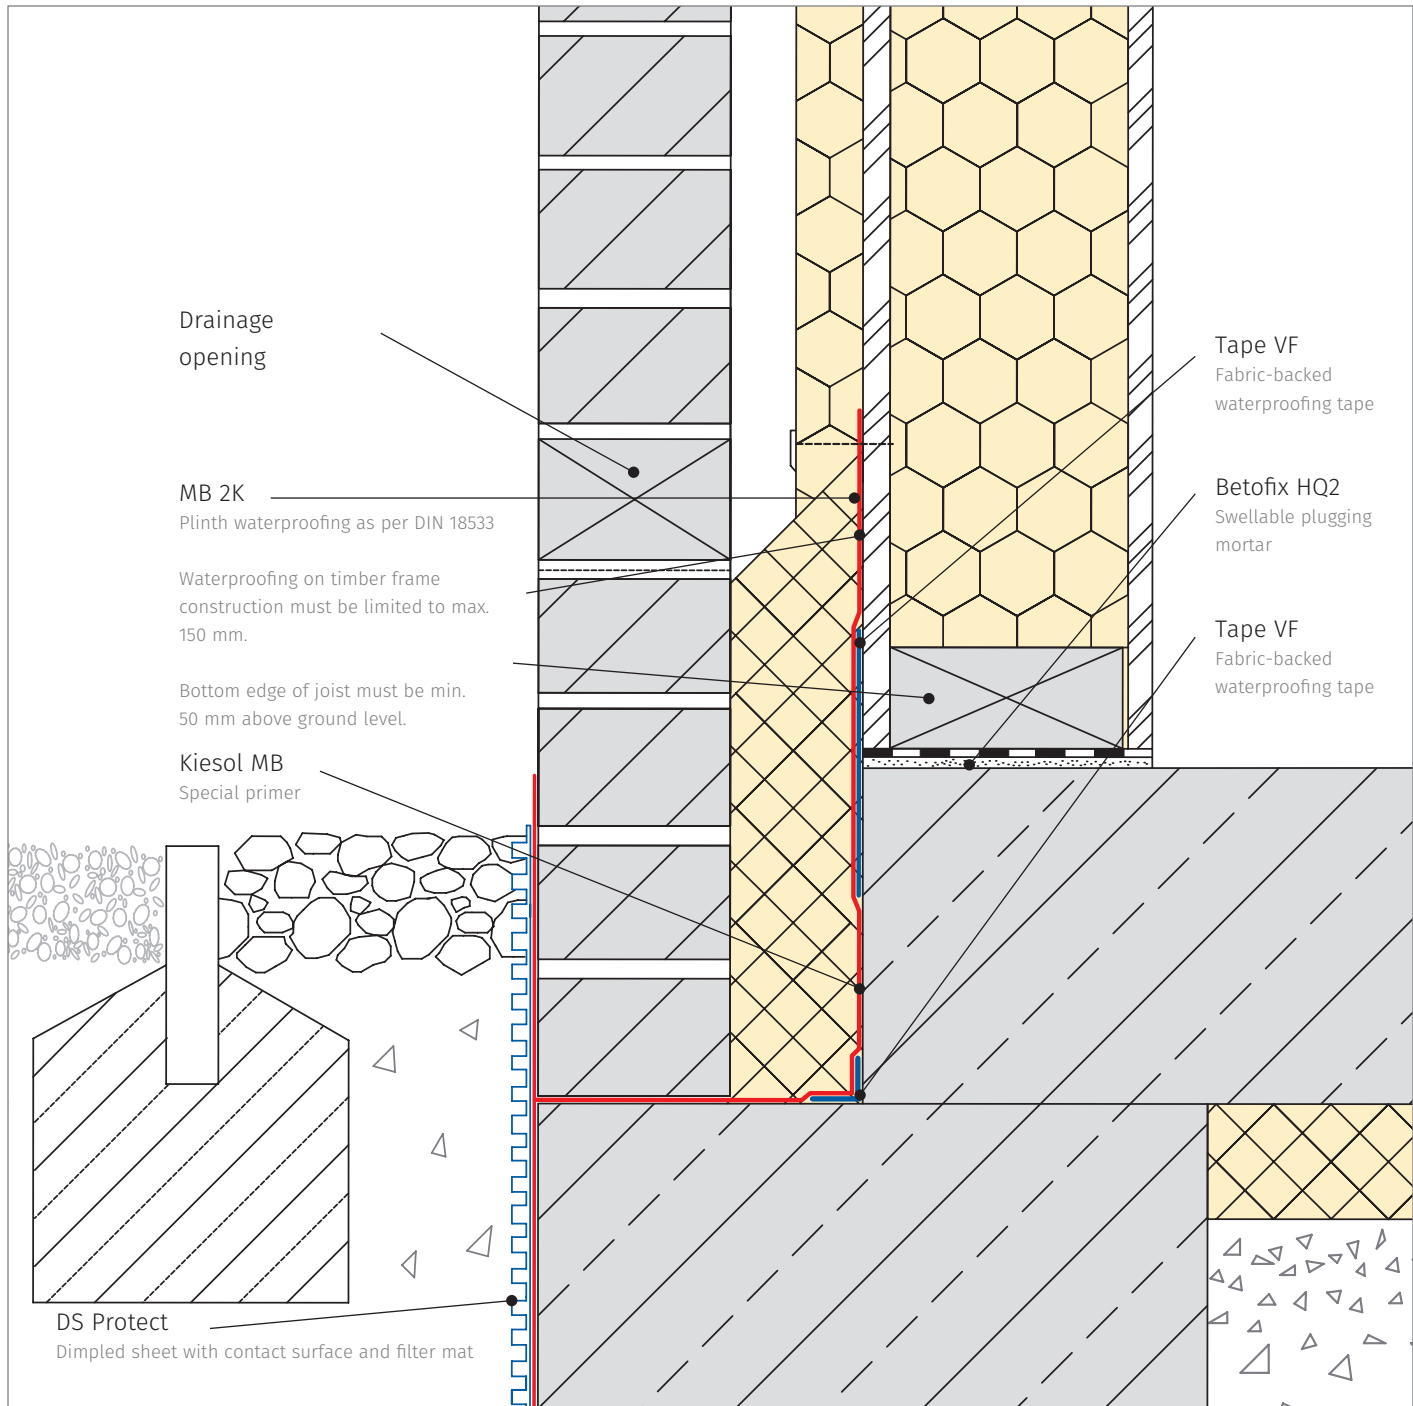 Drainage
opening
MB 2K
Plinth waterproofing as per DIN 18533
Waterproofing on timber frame
construction must be limited to max.
150 mm.
Bottom edge of joist must be min.
50 mm above ground level.
Kiesol MB
Special primer
DS Protect
Dimpled sheet with contact surface and filter mat
Tape VF
Fabric-backed
waterproofing tape
Betofix HQ2
Swellable plugging
mortar
Tape VF
Fabric-backed
waterproofing tape